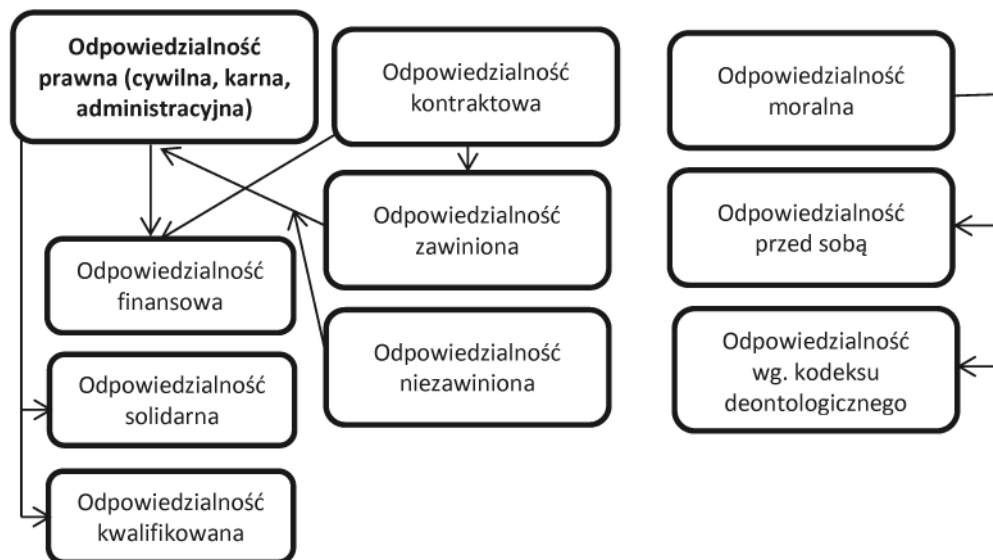 Odpowiedzialność
prawna (cywilna, karna,
administracyjna)
Odpowiedzialność
kontraktowa
Odpowiedzialność
moralna
Odpowiedzialność
zawiniona
Odpowiedzialność
przed sobą
Odpowiedzialność
finansowa
Odpowiedzialność
niezawiniona
Odpowiedzialność
wg. kodeksu
deontologicznego
Odpowiedzialność
solidarna
Odpowiedzialność
kwalifikowana